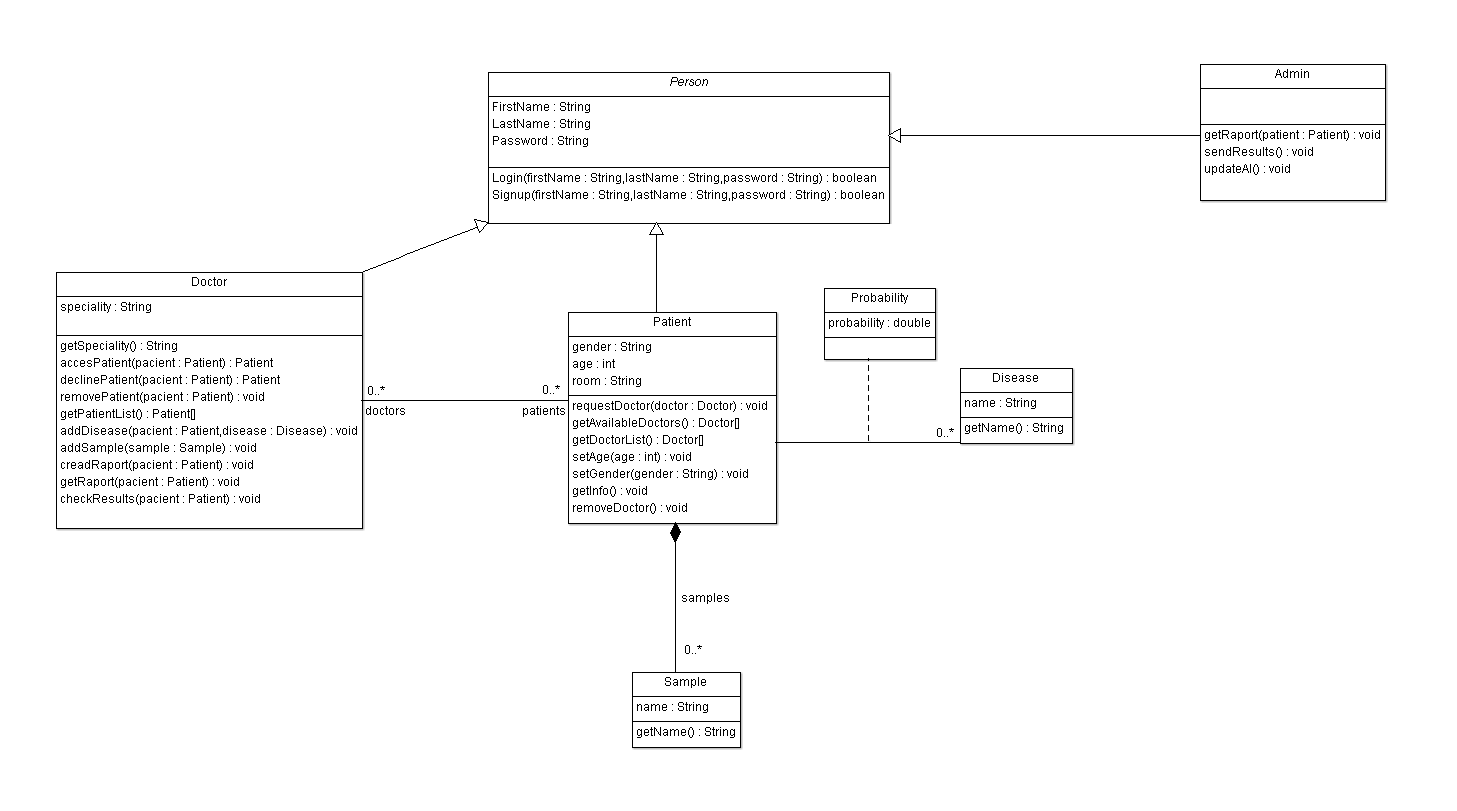 Person
FirstName : String
LastName : String
Password : String
Login(firstName : String,lastName : String,password : String) : boolean
Signup(firstName : String,lastName : String,password : String) : boolean
Admin
getRaport(patient : Patient) : void
sendResults() : void
updateAI() : void
Doctor
speciality : String
getSpeciality() : String
accesPatient(pacient : Patient) : Patient
declinePatient(pacient : Patient) : Patient
removePatient(pacient : Patient) : void
getPatientList() : Patient[]
addDisease(pacient : Patient,disease : Disease) : void
addSample(sample : Sample) : void
creadRaport(pacient : Patient) : void
getRaport(pacient : Patient) : void
checkResults(pacient : Patient) : void
0..*
doctors
0..*
patients
Patient
gender : String
age : int
room : String
requestDoctor(doctor : Doctor) : void
getAvailableDoctors() : Doctor[]
getDoctorList() : Doctor[]
setAge(age : int) : void
setGender(gender : String) : void
getInfo() : void
removeDoctor() : void
Probability
probability : double
0..*
Disease
name : String
getName() : String
samples
0..*
Sample
name : String
getName() : String